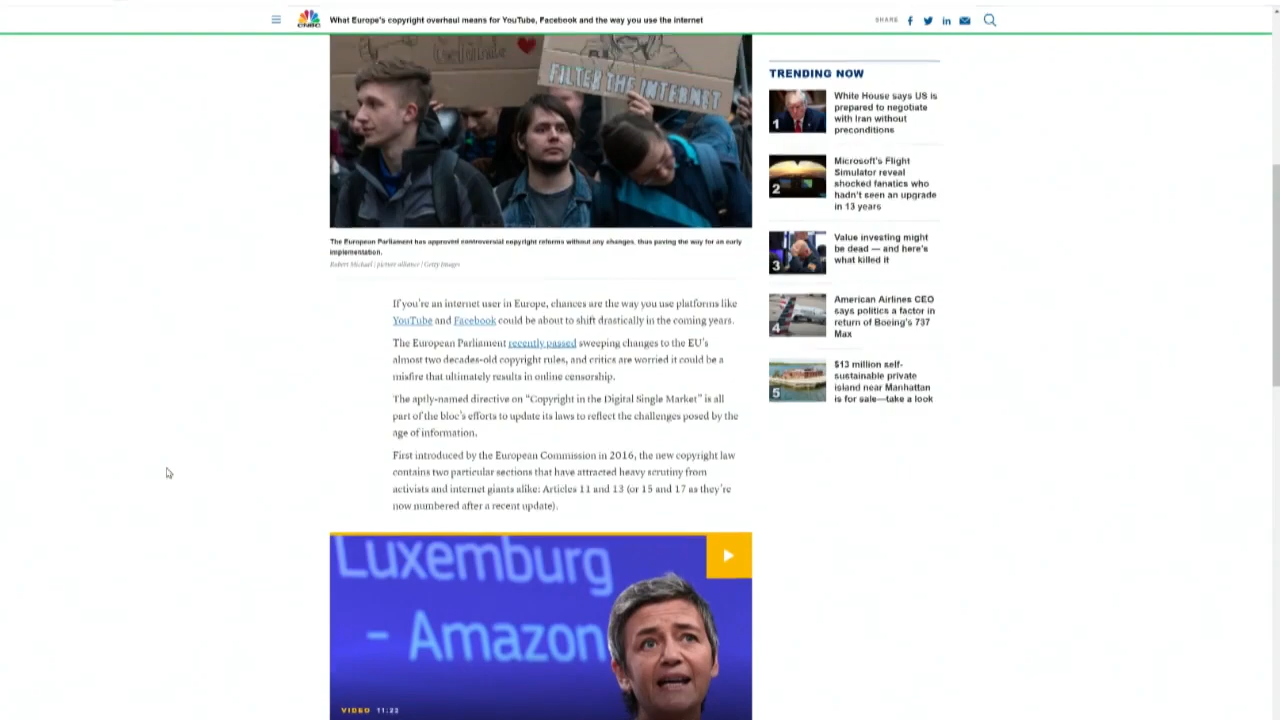 CNBC
What Europe's copyright overhaul means for YouTube, Facebook and the way you use the internet
SHARE
FILTER THE INTERNET
The European Parliament has approved controversial copyright reforms without any changes, thus paving the way for an early
implementation.
Robert Michael | picture alliance | Getty Images
If you're an internet user in Europe, chances are the way you use platforms like
YouTube and Facebook could be about to shift drastically in the coming years.
The European Parliament recently passed sweeping changes to the EU's
almost two decades-old copyright rules, and critics are worried it could be a
misfire that ultimately results in online censorship.
The aptly-named directive on "Copyright in the Digital Single Market" is all
part of the bloc's efforts to update its laws to reflect the challenges posed by the
age of information.
First introduced by the European Commission in 2016, the new copyright law
contains two particular sections that have attracted heavy scrutiny from
activists and internet giants alike: Articles 11 and 13 (or 15 and 17 as they're
now numbered after a recent update).
Luxemburg
- Amazon
VIDEO 11:22
TRENDING NOW
1
White House says US is
prepared to negotiate
with Iran without
preconditions
2
Microsoft's Flight
Simulator reveal
shocked fanatics who
hadn't seen an upgrade
in 13 years
3
Value investing might
be dead — and here's
what killed it
4
American Airlines CEO
says politics a factor in
return of Boeing's 737
Max
5
$13 million self-
sustainable private
island near Manhattan
is for sale—take a look